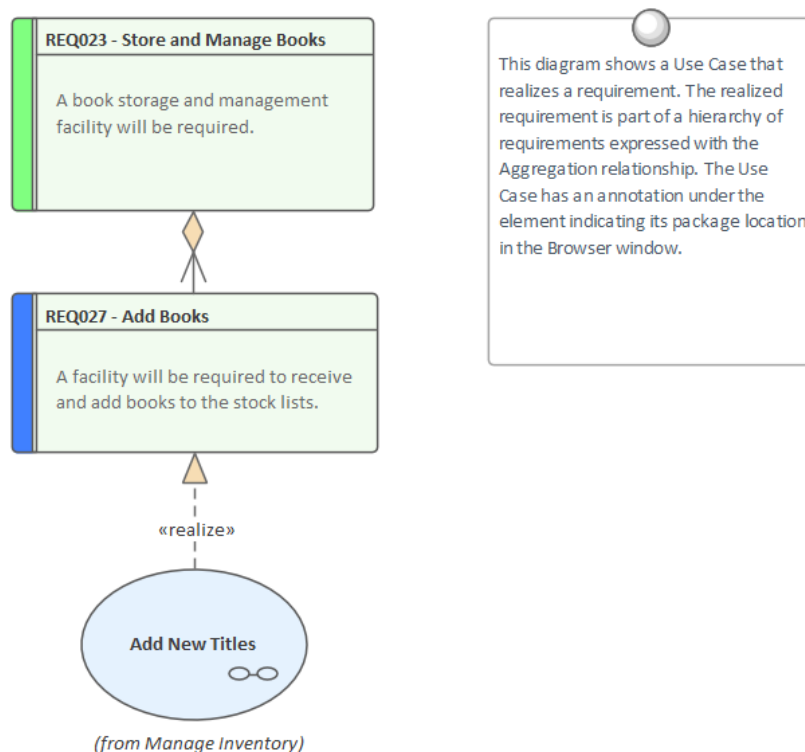 REQ023 - Store and Manage Books
A book storage and management
facility will be required.
This diagram shows a Use Case that
realizes a requirement. The realized
requirement is part of a hierarchy of
requirements expressed with the
Aggregation relationship. The Use
Case has an annotation under the
element indicating its package location
in the Browser window.
REQ027 - Add Books
A facility will be required to receive
and add books to the stock lists.
«realize»
Add New Titles
(from Manage Inventory)